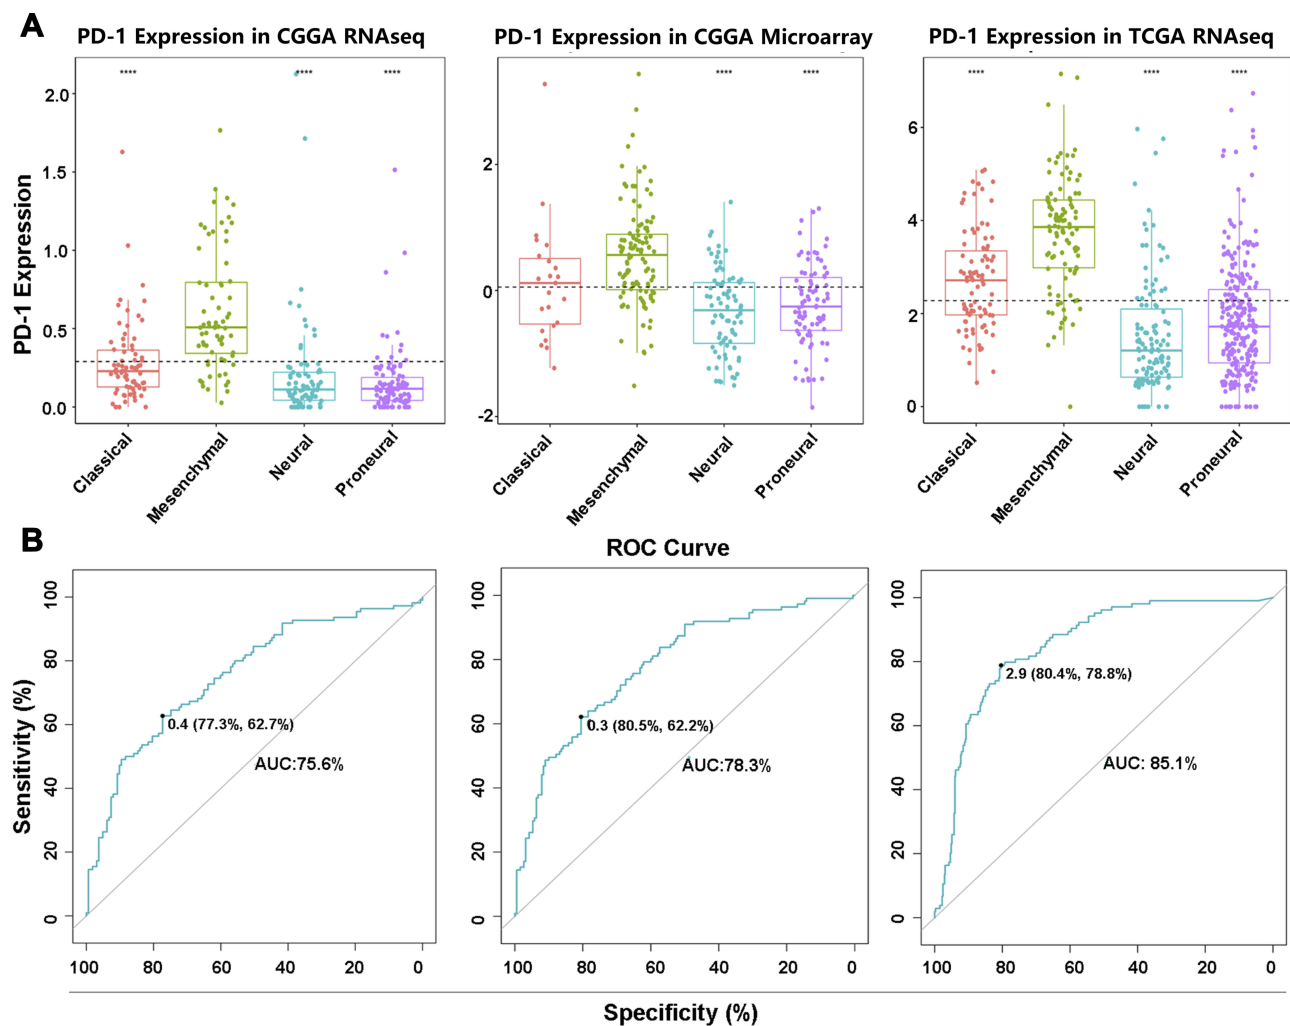 A
PD-1 Expression in CGGA RNAseq
PD-1 Expression in CGGA Microarray
PD-1 Expression in TCGA RNAseq
PD-1 Expression
2.0
1.5
1.0
0.5
0.0
**** **** ****
Classical
Mesenchymal
Neural
Proneural
2
0
-2
**** ****
Classical
Mesenchymal
Neural
Proneural
6
4
2
0
**** **** ****
Classical
Mesenchymal
Neural
Proneural
B
ROC Curve
Sensitivity (%)
100
80
60
40
20
0
0.4 (77.3%, 62.7%)
AUC:75.6%
100 80 60 40 20 0
100
80
60
40
20
0
0.3 (80.5%, 62.2%)
AUC:78.3%
100 80 60 40 20 0
100
80
60
40
20
0
2.9 (80.4%, 78.8%)
AUC: 85.1%
100 80 60 40 20 0
Specificity (%)